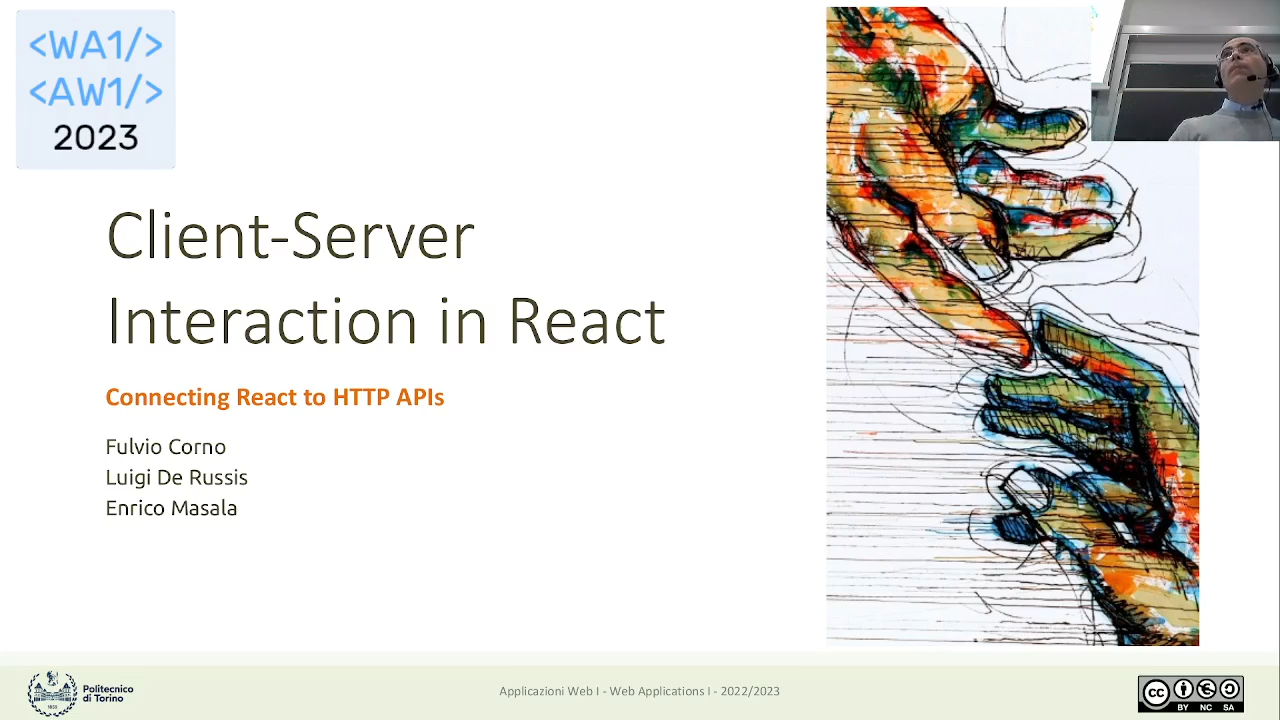 <WA1/>
<AW1/>
2023
Client-Server
Interaction in React
Connecting React to HTTP APIs
Fulvio Corno
Luigi De Russis
Enrico Masala
Politecnico
di Torino
Applicazioni Web I - Web Applications I - 2022/2023
cc
BY NC SA